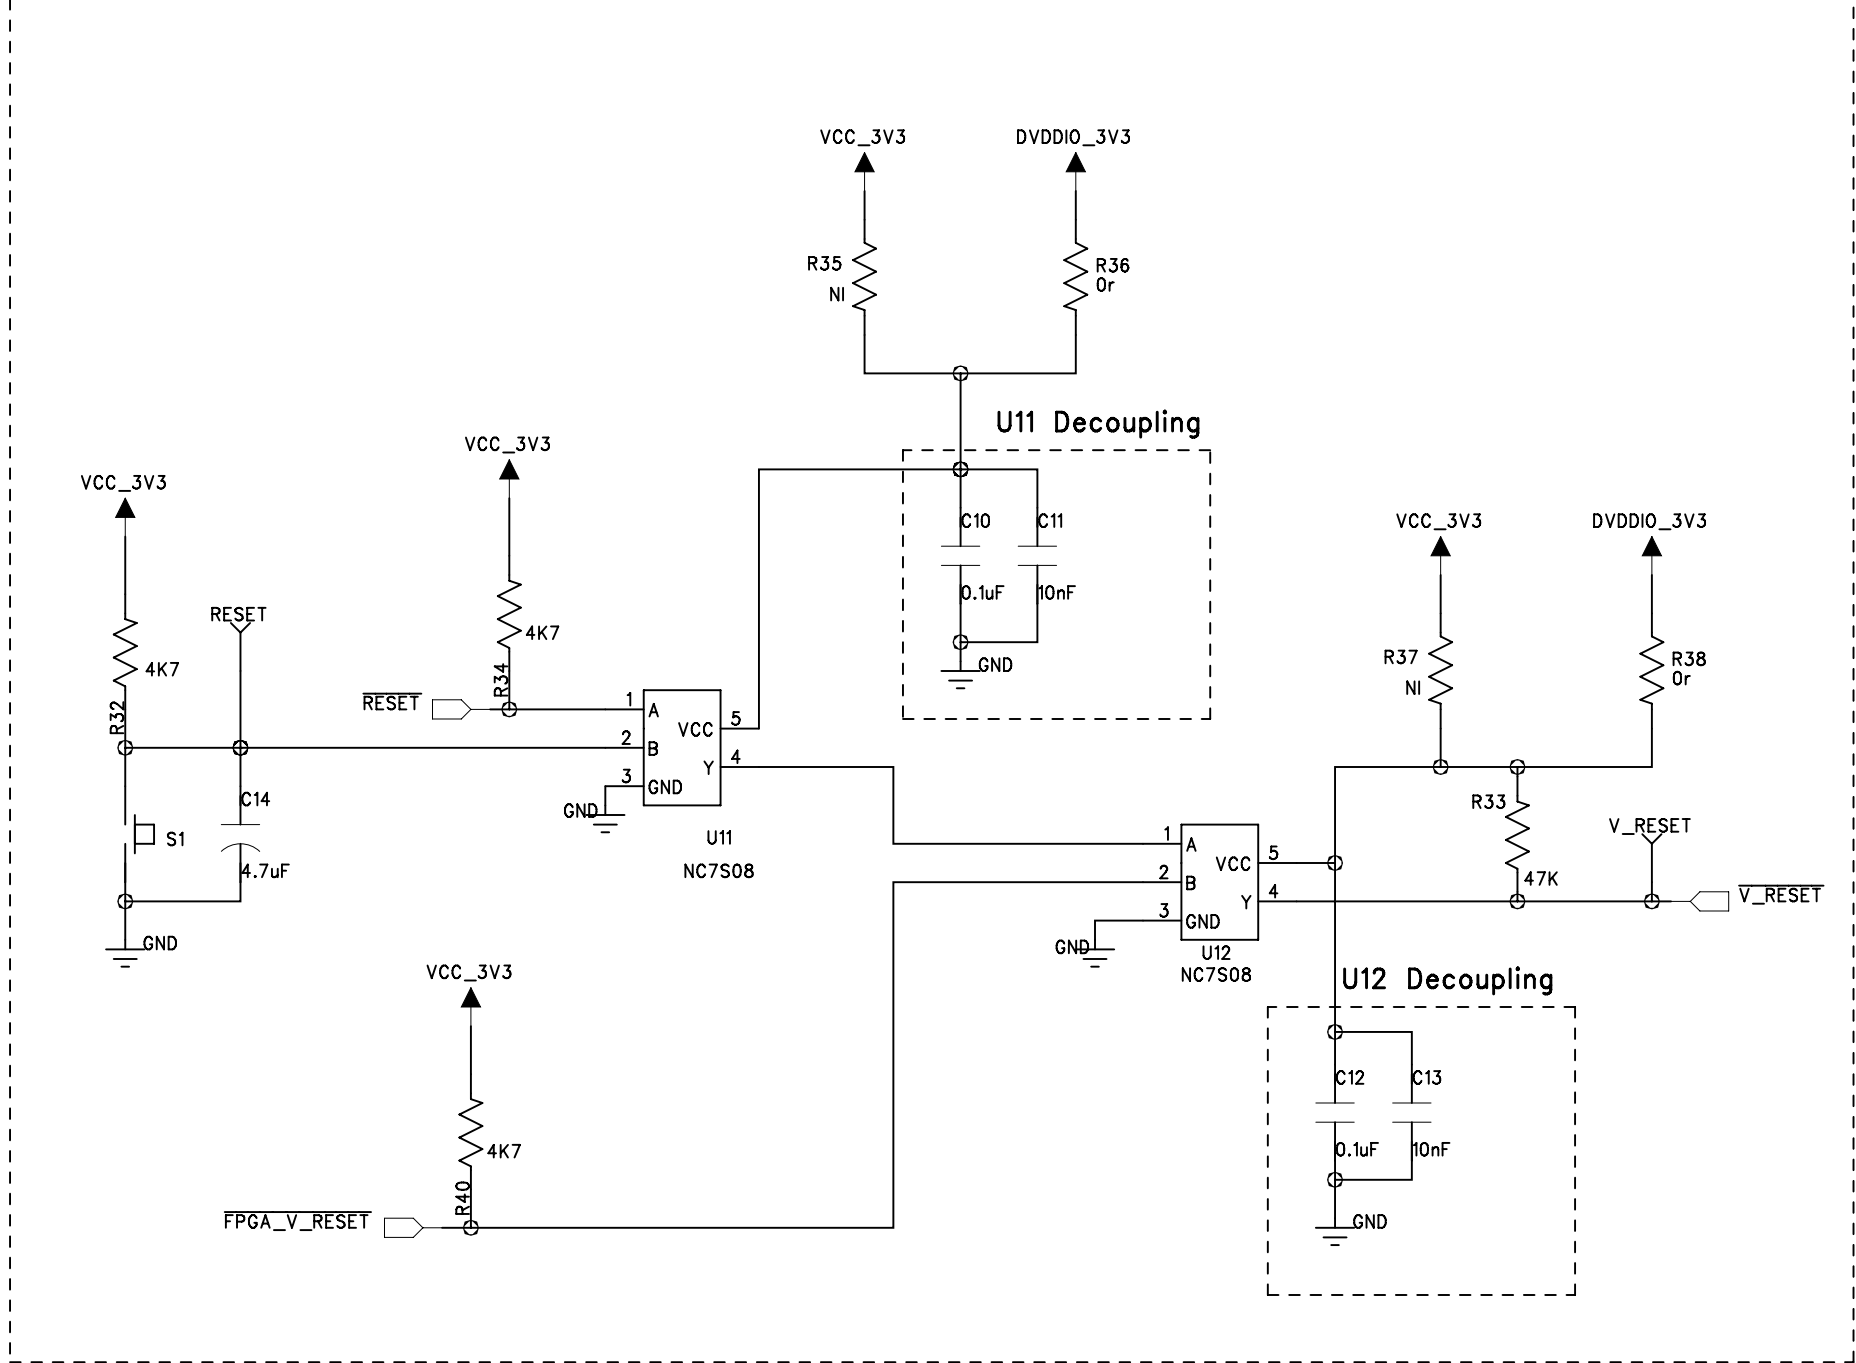 VCC_3V3 DVDDIO_3V3
R35
NI
R36
0r
U11 Decoupling
VCC_3V3
VCC_3V3
C10 C11
0.1uF 10nF
GND
VCC_3V3 DVDDIO_3V3
RESET
4K7
R32
4K7
R34
RESET
1 A
2 B
3 GND
VCC 5
Y 4
GND
U11
NC7S08
C14
4.7uF
S1
GND
R37
NI
R38
0r
R33
47K
V_RESET
V_RESET
1 A
2 B
3 GND
VCC 5
Y 4
GND
U12
NC7S08
U12 Decoupling
C12 C13
0.1uF 10nF
GND
VCC_3V3
4K7
R40
FPGA_V_RESET